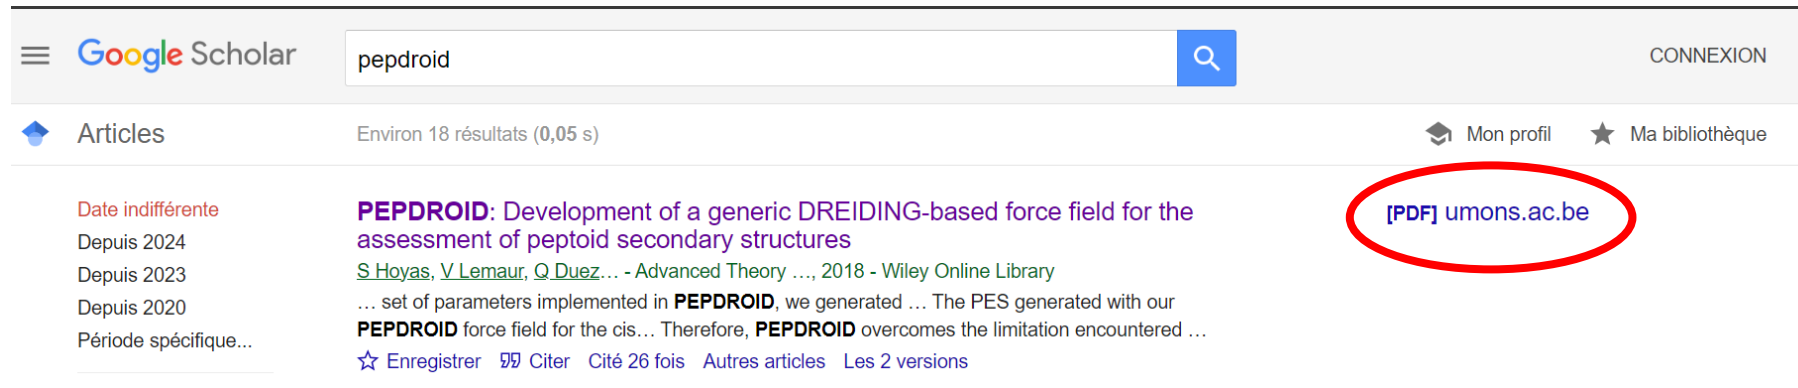 Google Scholar
pepdroid
CONNEXION
Articles
Environ 18 résultats (0,05 s)
Mon profil
Ma bibliothèque
Date indifférente
Depuis 2024
Depuis 2023
Depuis 2020
Période spécifique...
PEPDROID: Development of a generic DREIDING-based force field for the
assessment of peptoid secondary structures
S Hoyas, V Lemaur, Q Duez… - Advanced Theory …, 2018 - Wiley Online Library
… set of parameters implemented in PEPDROID, we generated … The PES generated with our
PEPDROID force field for the cis… Therefore, PEPDROID overcomes the limitation encountered …
Enregistrer Citer Cité 26 fois Autres articles Les 2 versions
[PDF] umons.ac.be